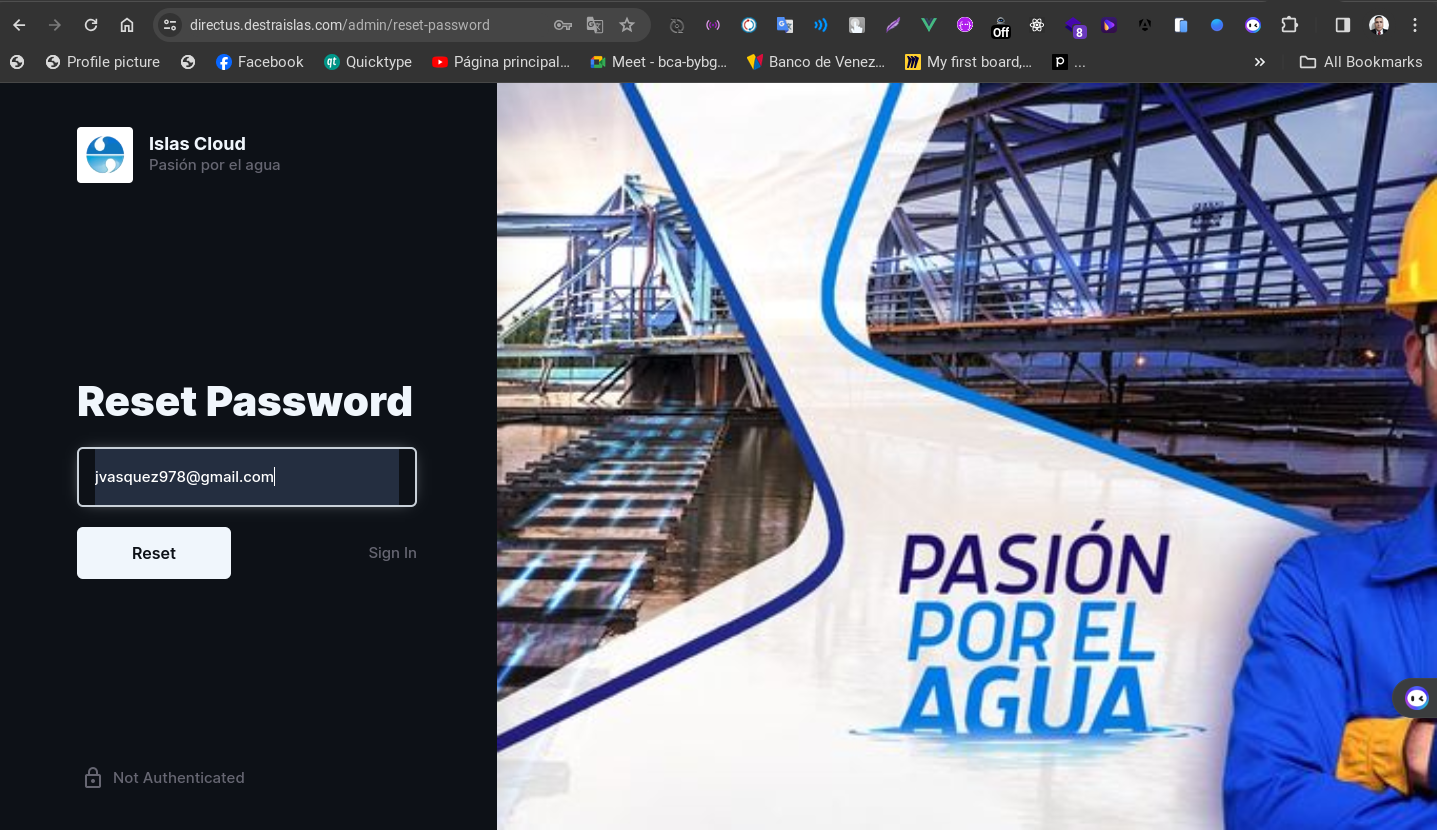 directus.destraislas.com/admin/reset-password
Off
8
Profile picture
Facebook
qt
Quicktype
Página principal...
Meet - bca-bybg...
Banco de Venez...
My first board,...
p
...
»
All Bookmarks
Islas Cloud
Pasión por el agua
Reset Password
jvasquez978@gmail.com
Reset
Sign In
Not Authenticated
PASIÓN
POR EL
AGUA